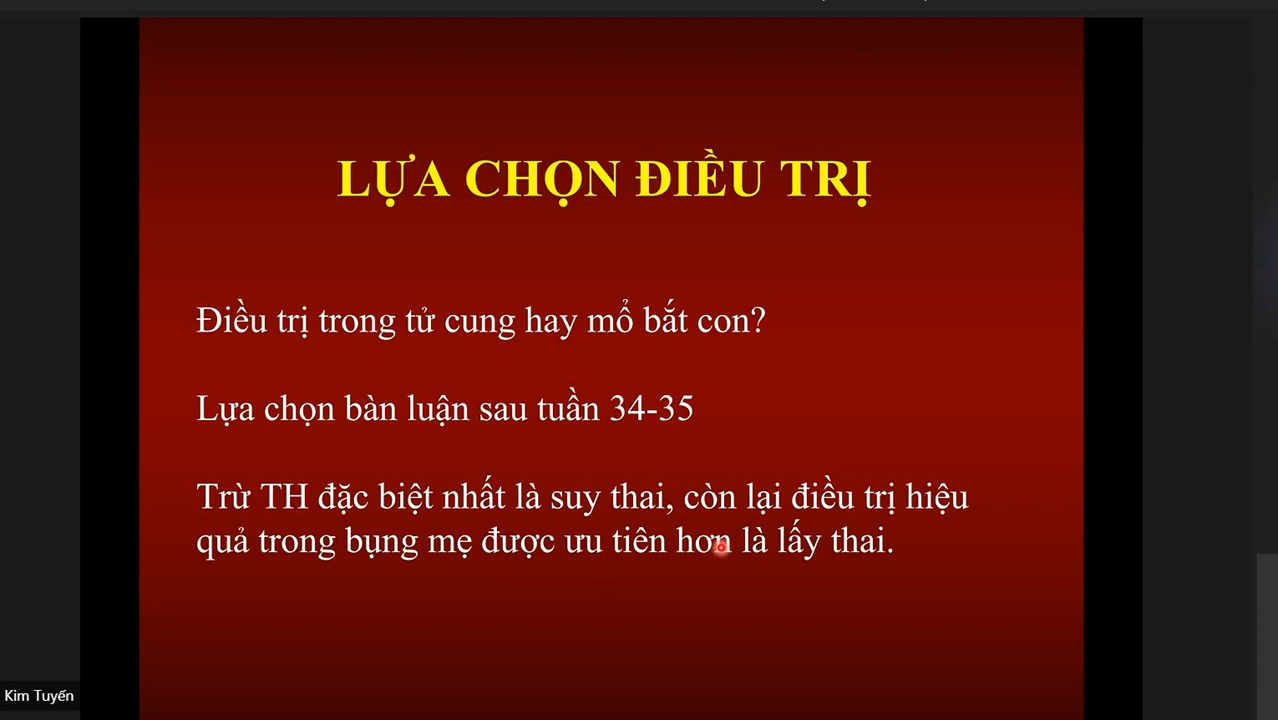 LỰA CHỌN ĐIỀU TRỊ
Điều trị trong tử cung hay mổ bắt con?
Lựa chọn bàn luận sau tuần 34-35
Trừ TH đặc biệt nhất là suy thai, còn lại điều trị hiệu
quả trong bụng mẹ được ưu tiên hơn là lấy thai.
Kim Tuyến